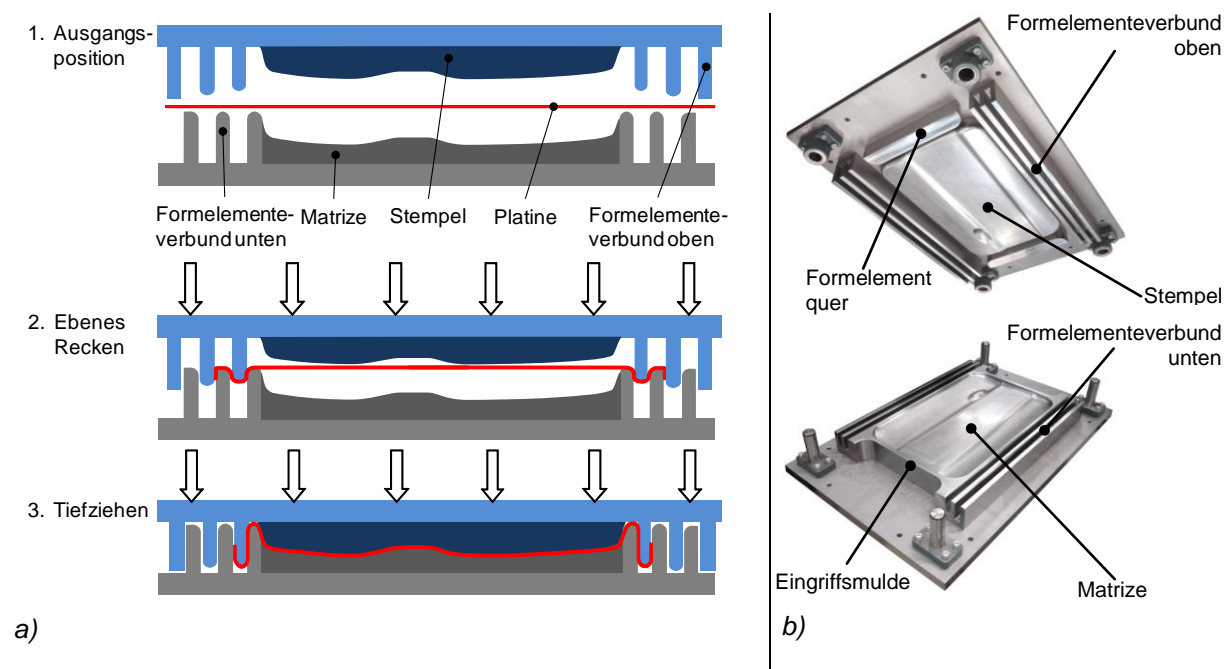 1. Ausgangs-
position
Formelemente-
verbund unten
Matrize
Stempel
Platine
Formelemente-
verbund oben
2. Ebenes
Recken
3. Tiefziehen
a)
Formelementeverbund
oben
Formelement
quer
Stempel
Formelementeverbund
unten
Eingriffsmulde
Matrize
b)